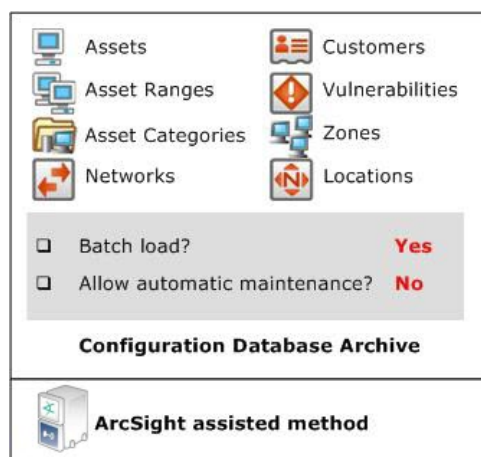 Assets
Customers
Asset Ranges
Vulnerabilities
Asset Categories
Zones
Networks
N
Locations
Batch load? Yes
Allow automatic maintenance? No
Configuration Database Archive
ArcSight assisted method